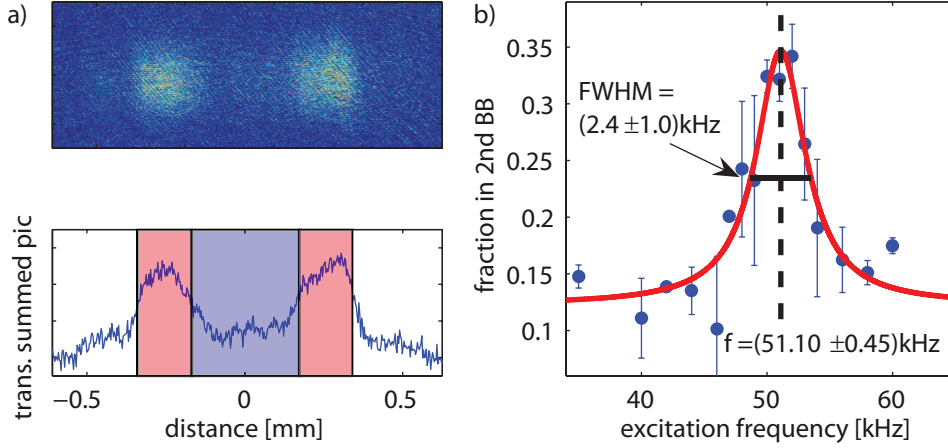 a)
trans. summed pic
−0.5
0
0.5
distance [mm]
b)
fraction in 2nd BB
0.35
0.3
0.25
0.2
0.15
0.1
FWHM =
(2.4 ±1.0)kHz
f =(51.10 ±0.45)kHz
40
50
60
excitation frequency [kHz]